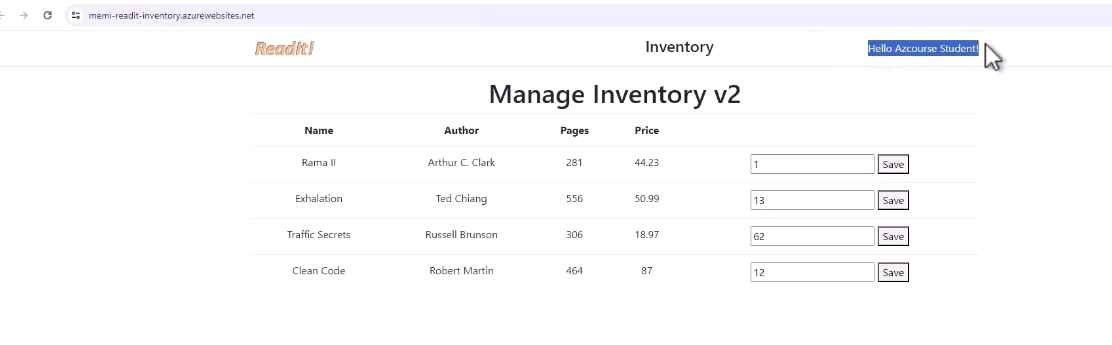 memi-readit-inventory.azurewebsites.net
ReadIt! Inventory Hello Azcourse Student!
Manage Inventory v2
Name Author Pages Price
Rama II Arthur C. Clark 281 44.23 1 Save
Exhalation Ted Chiang 556 50.99 13 Save
Traffic Secrets Russell Brunson 306 18.97 62 Save
Clean Code Robert Martin 464 87 12 Save